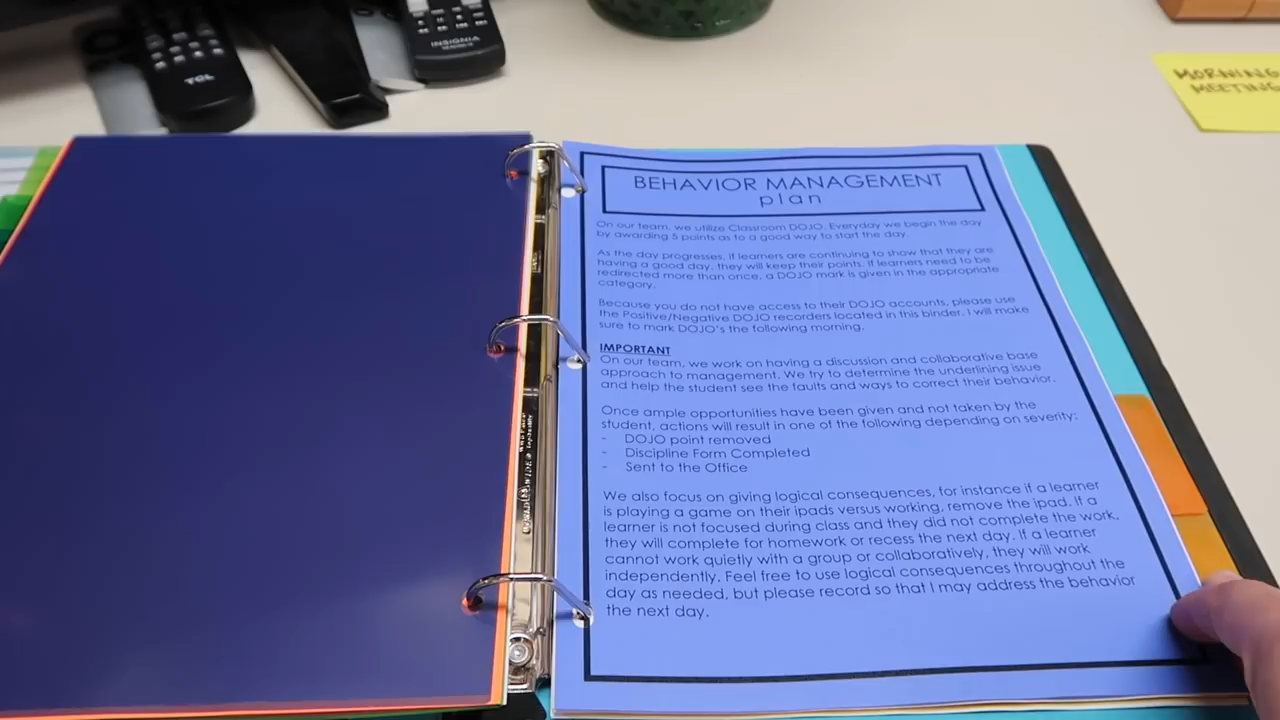 TCL
INSIGNIA
MORNING
MEETING
BEHAVIOR MANAGEMENT
plan
On our team, we utilize Classroom DOJO. Everyday we begin the day
by awarding 5 points as to a good way to start the day.
As the day progresses, if learners are continuing to show that they are
having a good day, they will keep their points. If learners need to be
redirected more than once, a DOJO mark is given in the appropriate
category.
Because you do not have access to their DOJO accounts, please use
the Positive/Negative DOJO recorders located in this binder. I will make
sure to mark DOJO's the following morning.
IMPORTANT
On our team, we work on having a discussion and collaborative base
approach to management. We try to determine the underlining issue
and help the student see the faults and ways to correct their behavior.
Once ample opportunities have been given and not taken by the
student, actions will result in one of the following depending on severity:
- DOJO point removed
- Discipline Form Completed
- Sent to the Office
We also focus on giving logical consequences, for instance if a learner
is playing a game on their ipads versus working, remove the ipad. If a
learner is not focused during class and they did not complete the work,
they will complete for homework or recess the next day. If a learner
cannot work quietly with a group or collaboratively, they will work
independently. Feel free to use logical consequences throughout the
day as needed, but please record so that I may address the behavior
the next day.